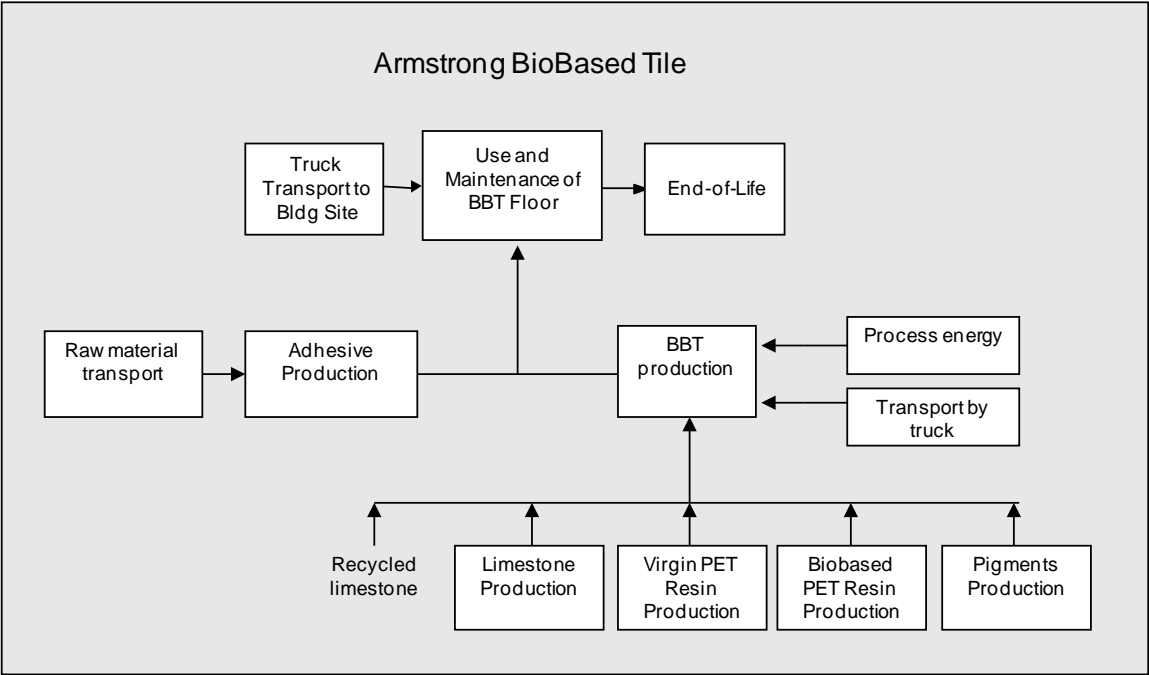 Armstrong BioBased Tile
Truck
Transport to
Bldg Site
Use and
Maintenance of
BBT Floor
End-of-Life
Raw material
transport
Adhesive
Production
BBT
production
Process energy
Transport by
truck
Recycled
limestone
Limestone
Production
Virgin PET
Resin
Production
Biobased
PET Resin
Production
Pigments
Production